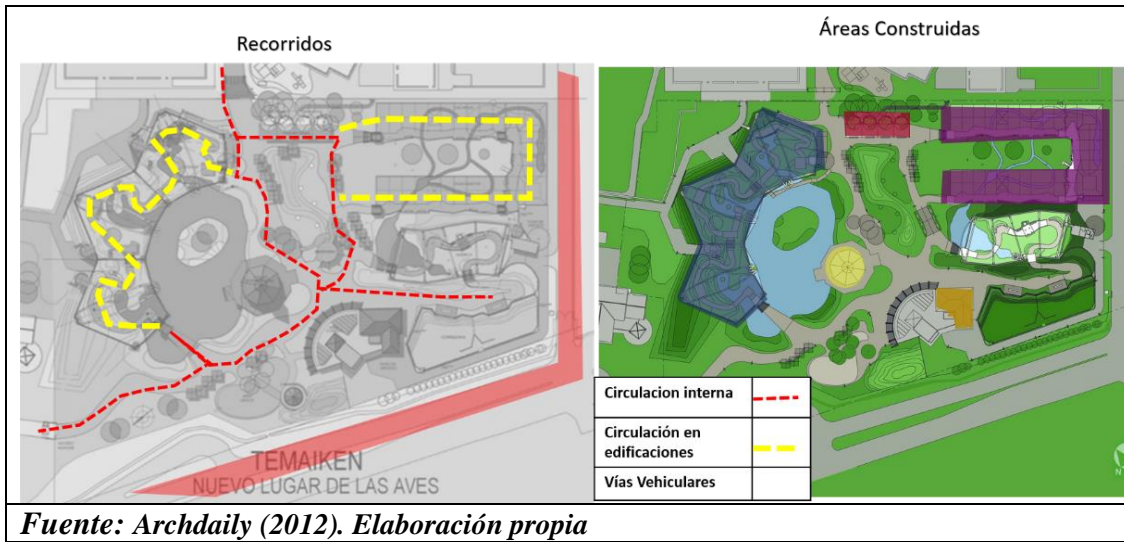 Recorridos
Áreas Construidas
TEMAIKEN
NUEVO LUGAR DE LAS AVES
Circulacion interna
Circulación en
edificaciones
Vías Vehiculares
Fuente: Archdaily (2012). Elaboración propia